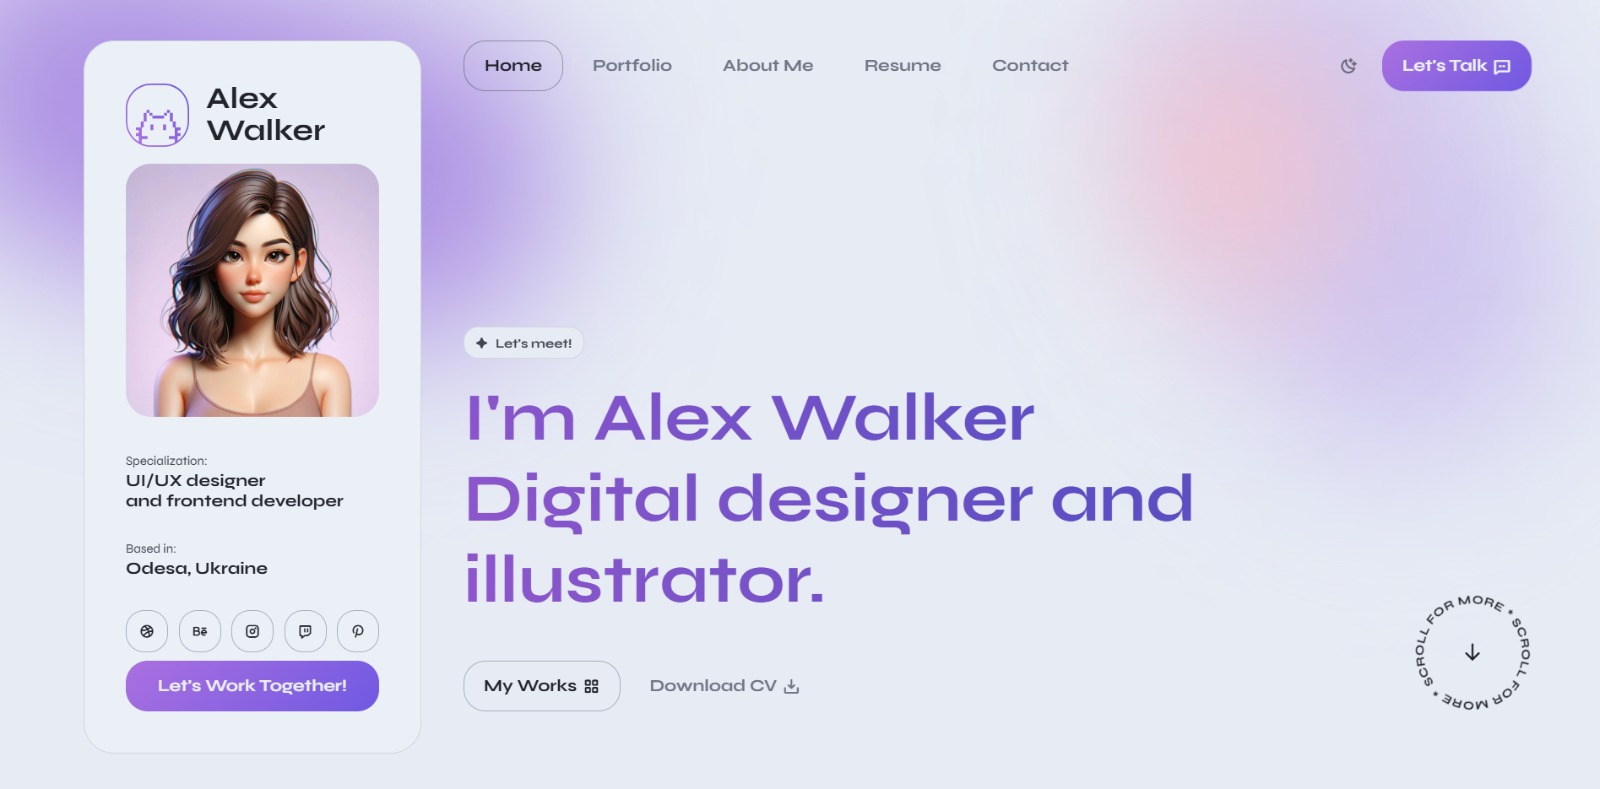 Alex
Walker
Specialization:
UI/UX designer
and frontend developer
Based in:
Odesa, Ukraine
Bē
Let's Work Together!
Home
Portfolio
About Me
Resume
Contact
Let's Talk
Let's meet!
I'm Alex Walker
Digital designer and
illustrator.
My Works
Download CV
SCROLL FOR MORE * SCROLL FOR MORE *